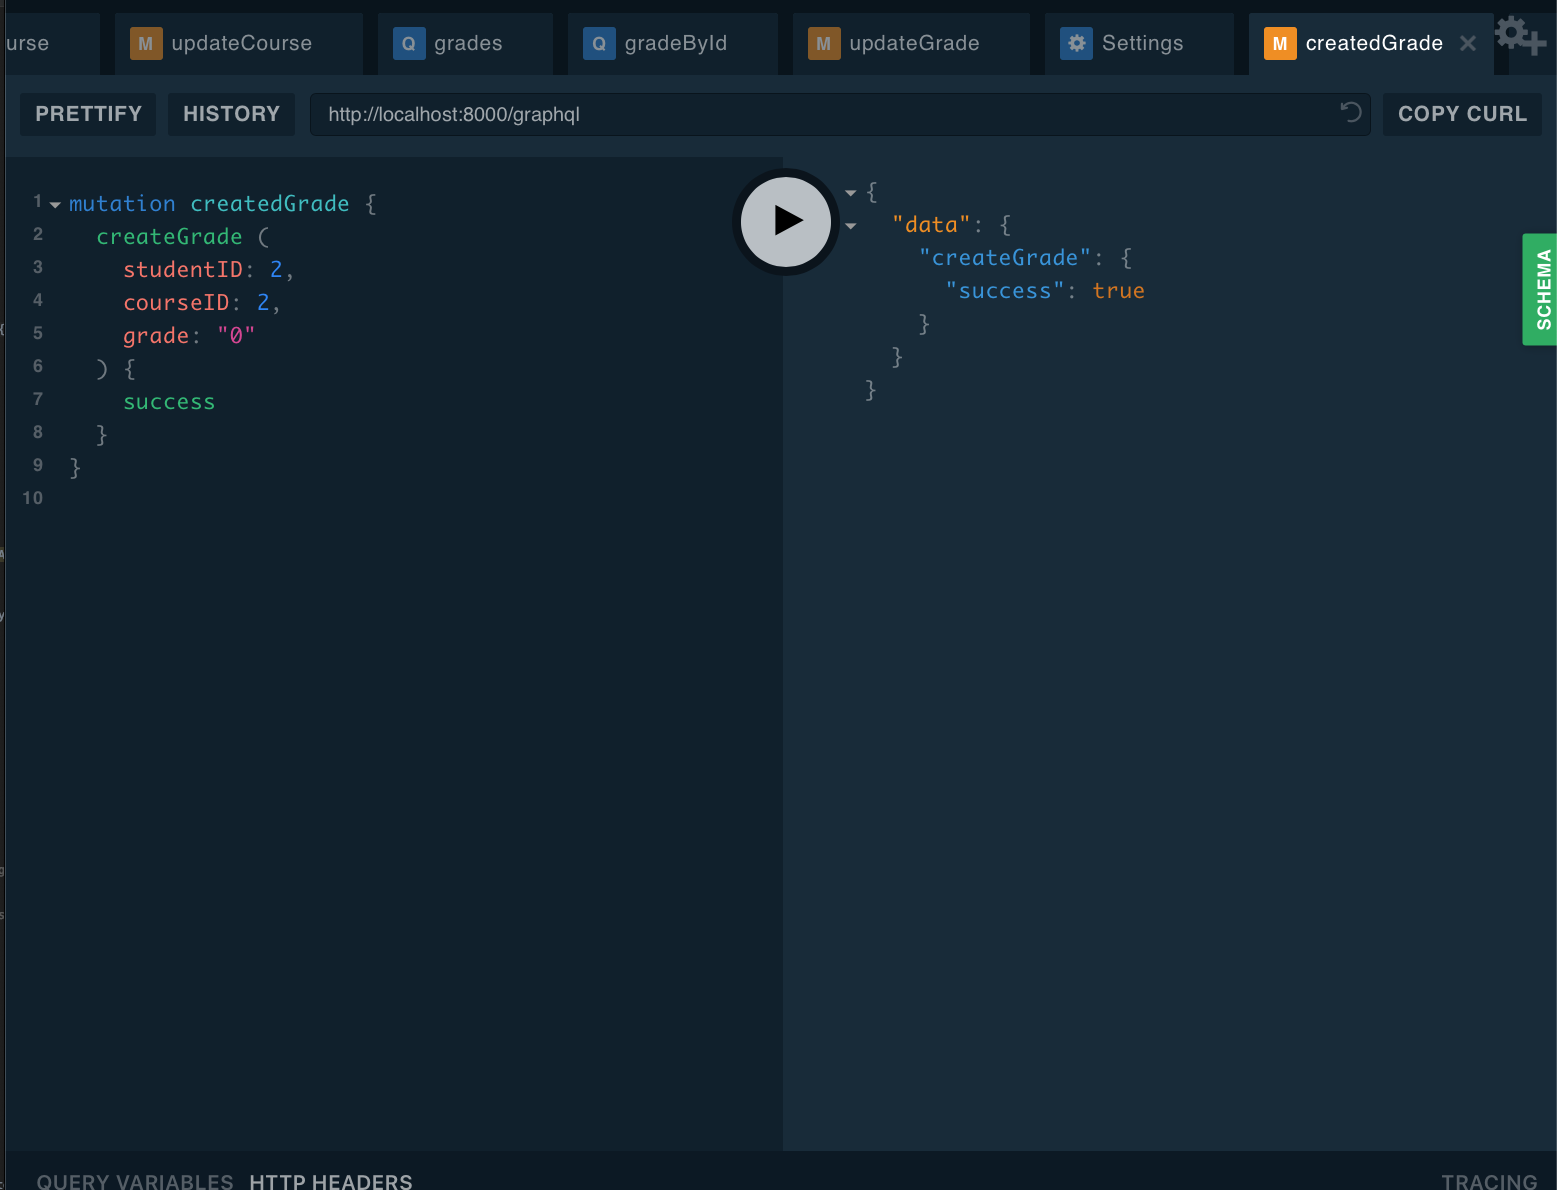 urse
M updateCourse
Q grades
Q gradeById
M updateGrade
Settings
M createdGrade
PRETTIFY
HISTORY
http://localhost:8000/graphql
COPY CURL
1 mutation createdGrade {
2 createGrade (
3 studentID: 2,
4 courseID: 2,
5 grade: "0"
6 ) {
7 success
8 }
9 }
10
{
"data": {
"createGrade": {
"success": true
}
}
}
SCHEMA
QUERY VARIABLES
HTTP HEADERS
TRACING